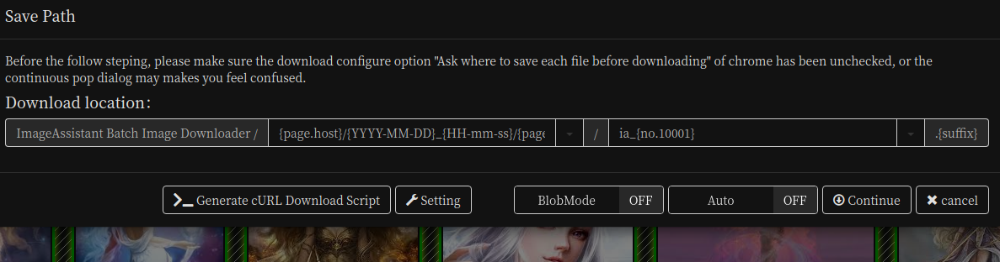 Save Path
Before the follow steping, please make sure the download configure option "Ask where to save each file before downloading" of chrome has been unchecked, or the
continuous pop dialog may makes you feel confused.
Download location:
ImageAssistant Batch Image Downloader / {page.host}/{YYYY-MM-DD}_{HH-mm-ss}/{page / ia_{no.10001} .{suffix}
Generate cURL Download Script Setting BlobMode OFF Auto OFF Continue cancel